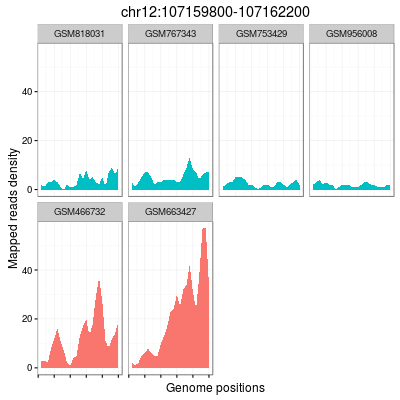 chr12:107159800-107162200
GSM818031 GSM767343 GSM753429 GSM956008
40
20
0
Mapped reads density
GSM466732 GSM663427
40
20
0
Genome positions